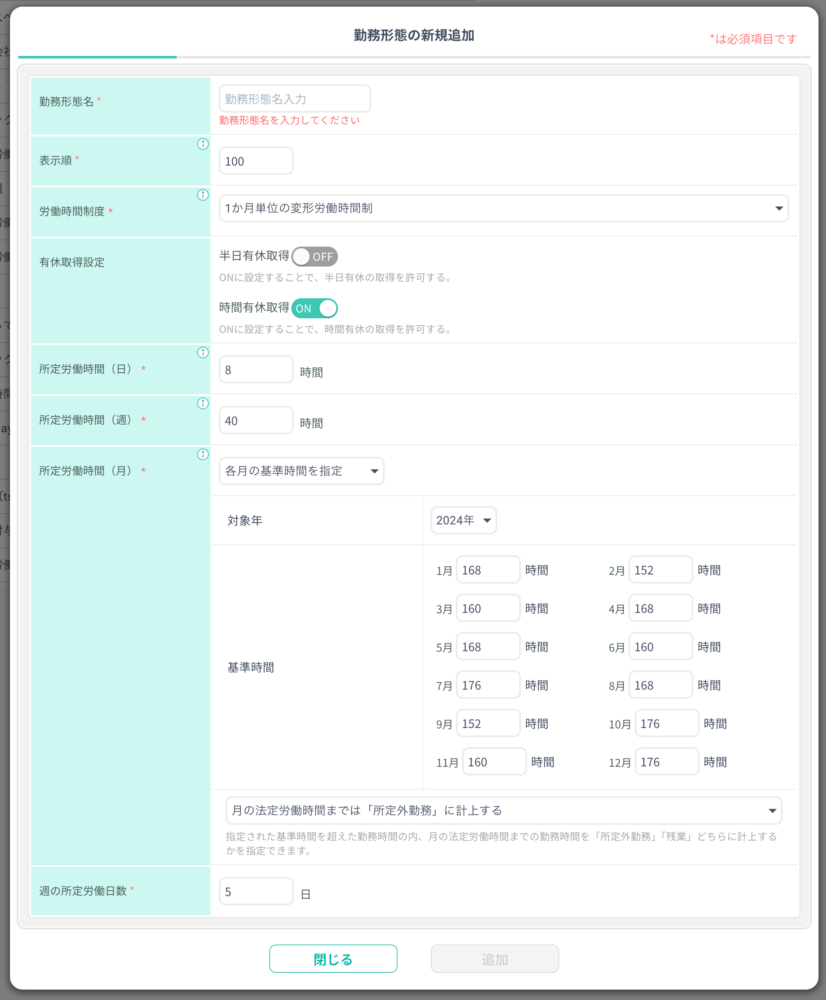 勤務形態の新規追加
*は必須項目です
勤務形態名 *
勤務形態名入力
勤務形態名を入力してください
表示順 *
100
労働時間制度 *
1か月単位の変形労働時間制
有休取得設定
半日有休取得 OFF
ONに設定することで、半日有休の取得を許可する。
時間有休取得 ON
ONに設定することで、時間有休の取得を許可する。
所定労働時間（日） *
8 時間
所定労働時間（週） *
40 時間
所定労働時間（月） *
各月の基準時間を指定
対象年
2024年
基準時間
1月 168 時間 2月 152 時間
3月 160 時間 4月 168 時間
5月 168 時間 6月 160 時間
7月 176 時間 8月 168 時間
9月 152 時間 10月 176 時間
11月 160 時間 12月 176 時間
月の法定労働時間までは「所定外勤務」に計上する
指定された基準時間を超えた勤務時間の内、月の法定労働時間までの勤務時間を「所定外勤務」「残業」どちらに計上する
かを指定できます。
週の所定労働日数 *
5 日
閉じる
追加